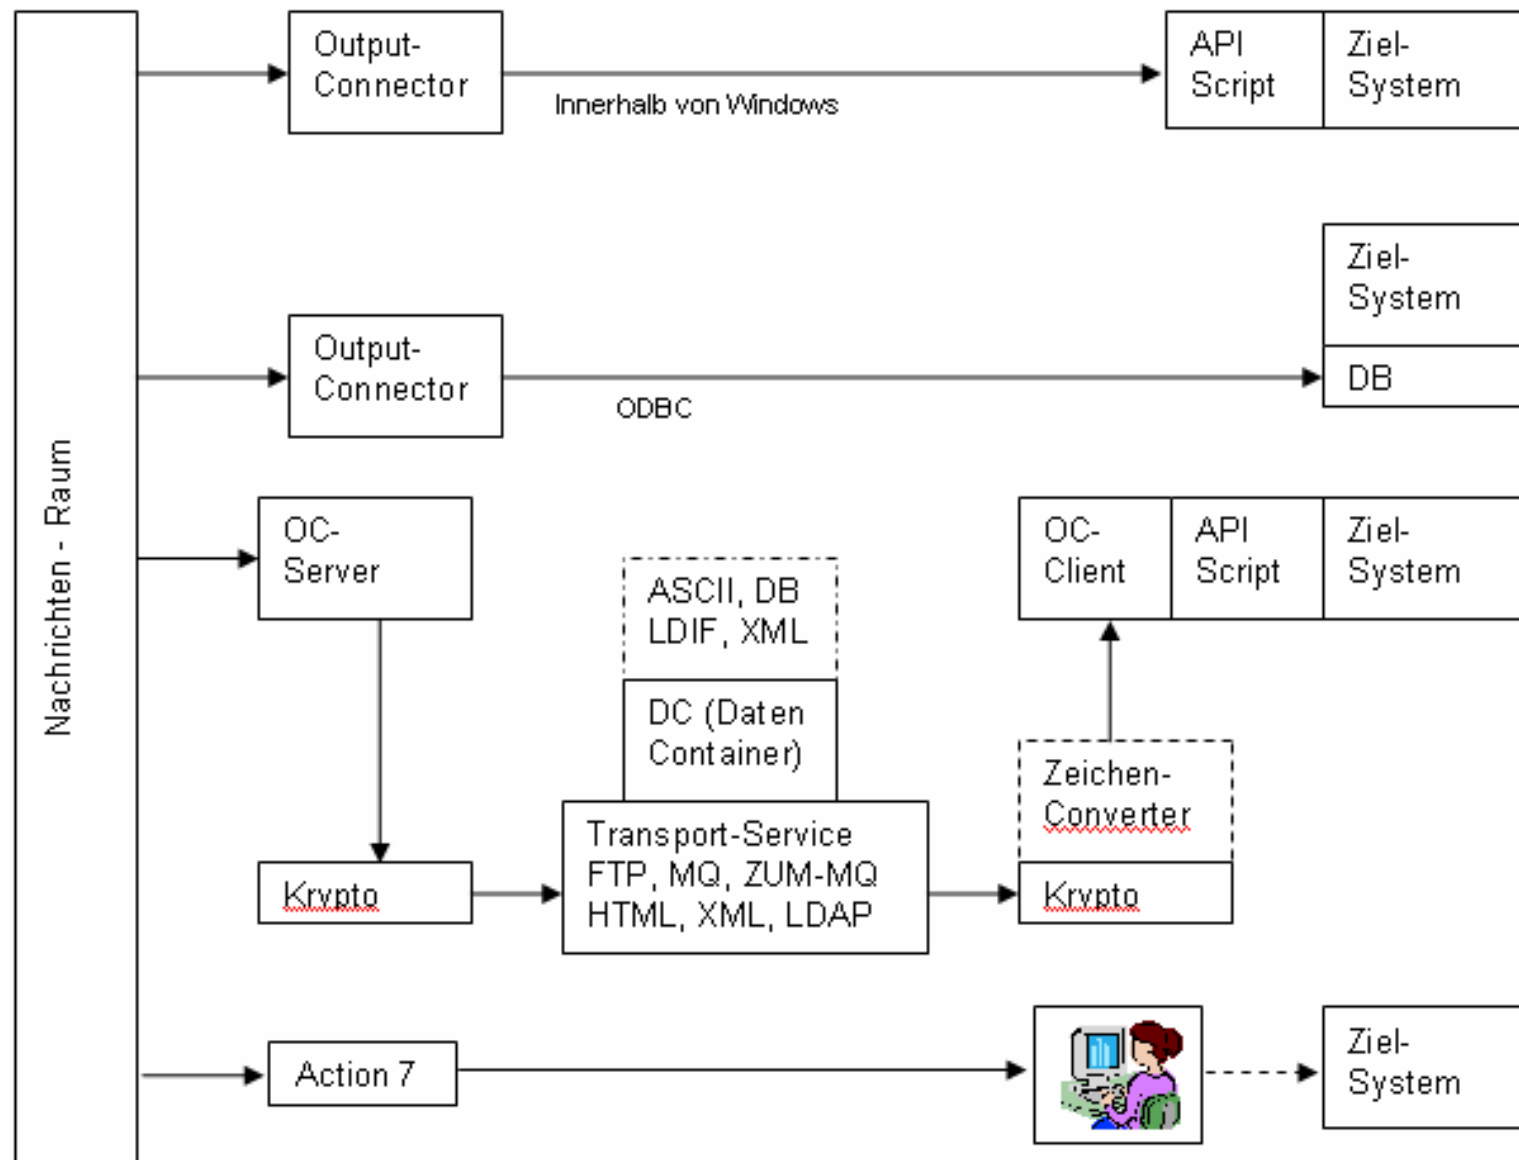 Nachrichten - Raum
Output-
Connector
Innerhalb von Windows
API
Script
Ziel-
System
Output-
Connector
ODBC
Ziel-
System
DB
OC-
Server
ASCII, DB
LDIF, XML
DC (Daten
Container)
Transport-Service
FTP, MQ, ZUM-MQ
HTML, XML, LDAP
Krypto
OC-
Client
API
Script
Ziel-
System
Zeichen-
Converter
Krypto
Action 7
Ziel-
System